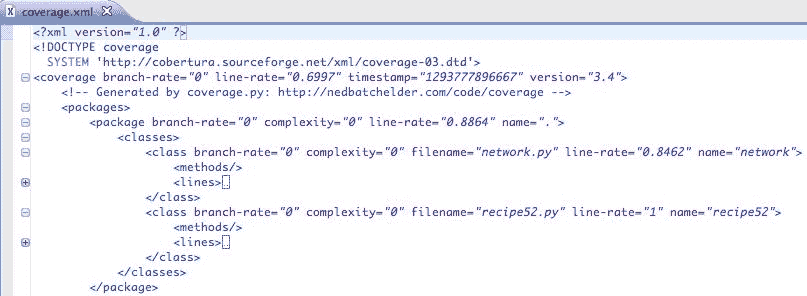 coverage.xml
<?xml version="1.0" ?>
<!DOCTYPE coverage
  SYSTEM 'http://cobertura.sourceforge.net/xml/coverage-03.dtd'>
<coverage branch-rate="0" line-rate="0.6997" timestamp="1293777896667" version="3.4">
    <!-- Generated by coverage.py: http://nedbatchelder.com/code/coverage -->
    <packages>
        <package branch-rate="0" complexity="0" line-rate="0.8864" name=".">
            <classes>
                <class branch-rate="0" complexity="0" filename="network.py" line-rate="0.8462" name="network">
                    <methods/>
                    <lines>..
                </class>
                <class branch-rate="0" complexity="0" filename="recipe52.py" line-rate="1" name="recipe52">
                    <methods/>
                    <lines>..
                </class>
            </classes>
        </package>